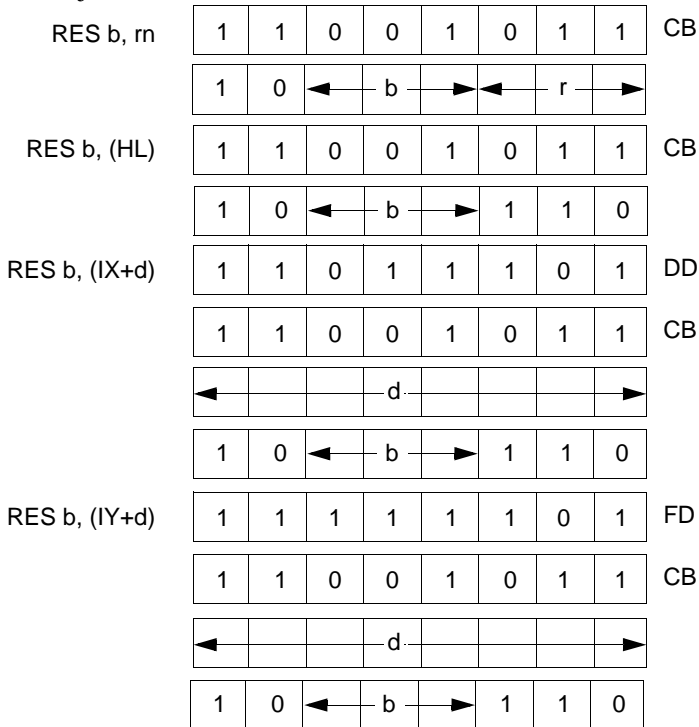 RES b, rn 1 1 0 0 1 0 1 1 CB
1 0 b r
RES b, (HL) 1 1 0 0 1 0 1 1 CB
1 0 b 1 1 0
RES b, (IX+d) 1 1 0 1 1 1 0 1 DD
1 1 0 0 1 0 1 1 CB
d
1 0 b 1 1 0
RES b, (IY+d) 1 1 1 1 1 1 0 1 FD
1 1 0 0 1 0 1 1 CB
d
1 0 b 1 1 0